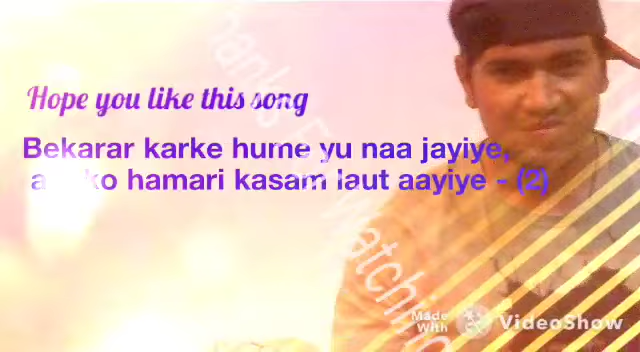 Hope you like this song
Bekarar karke hume yu naa jayiye,
hamari kasam laut aayiye - (2)
Made
With
VideoShow